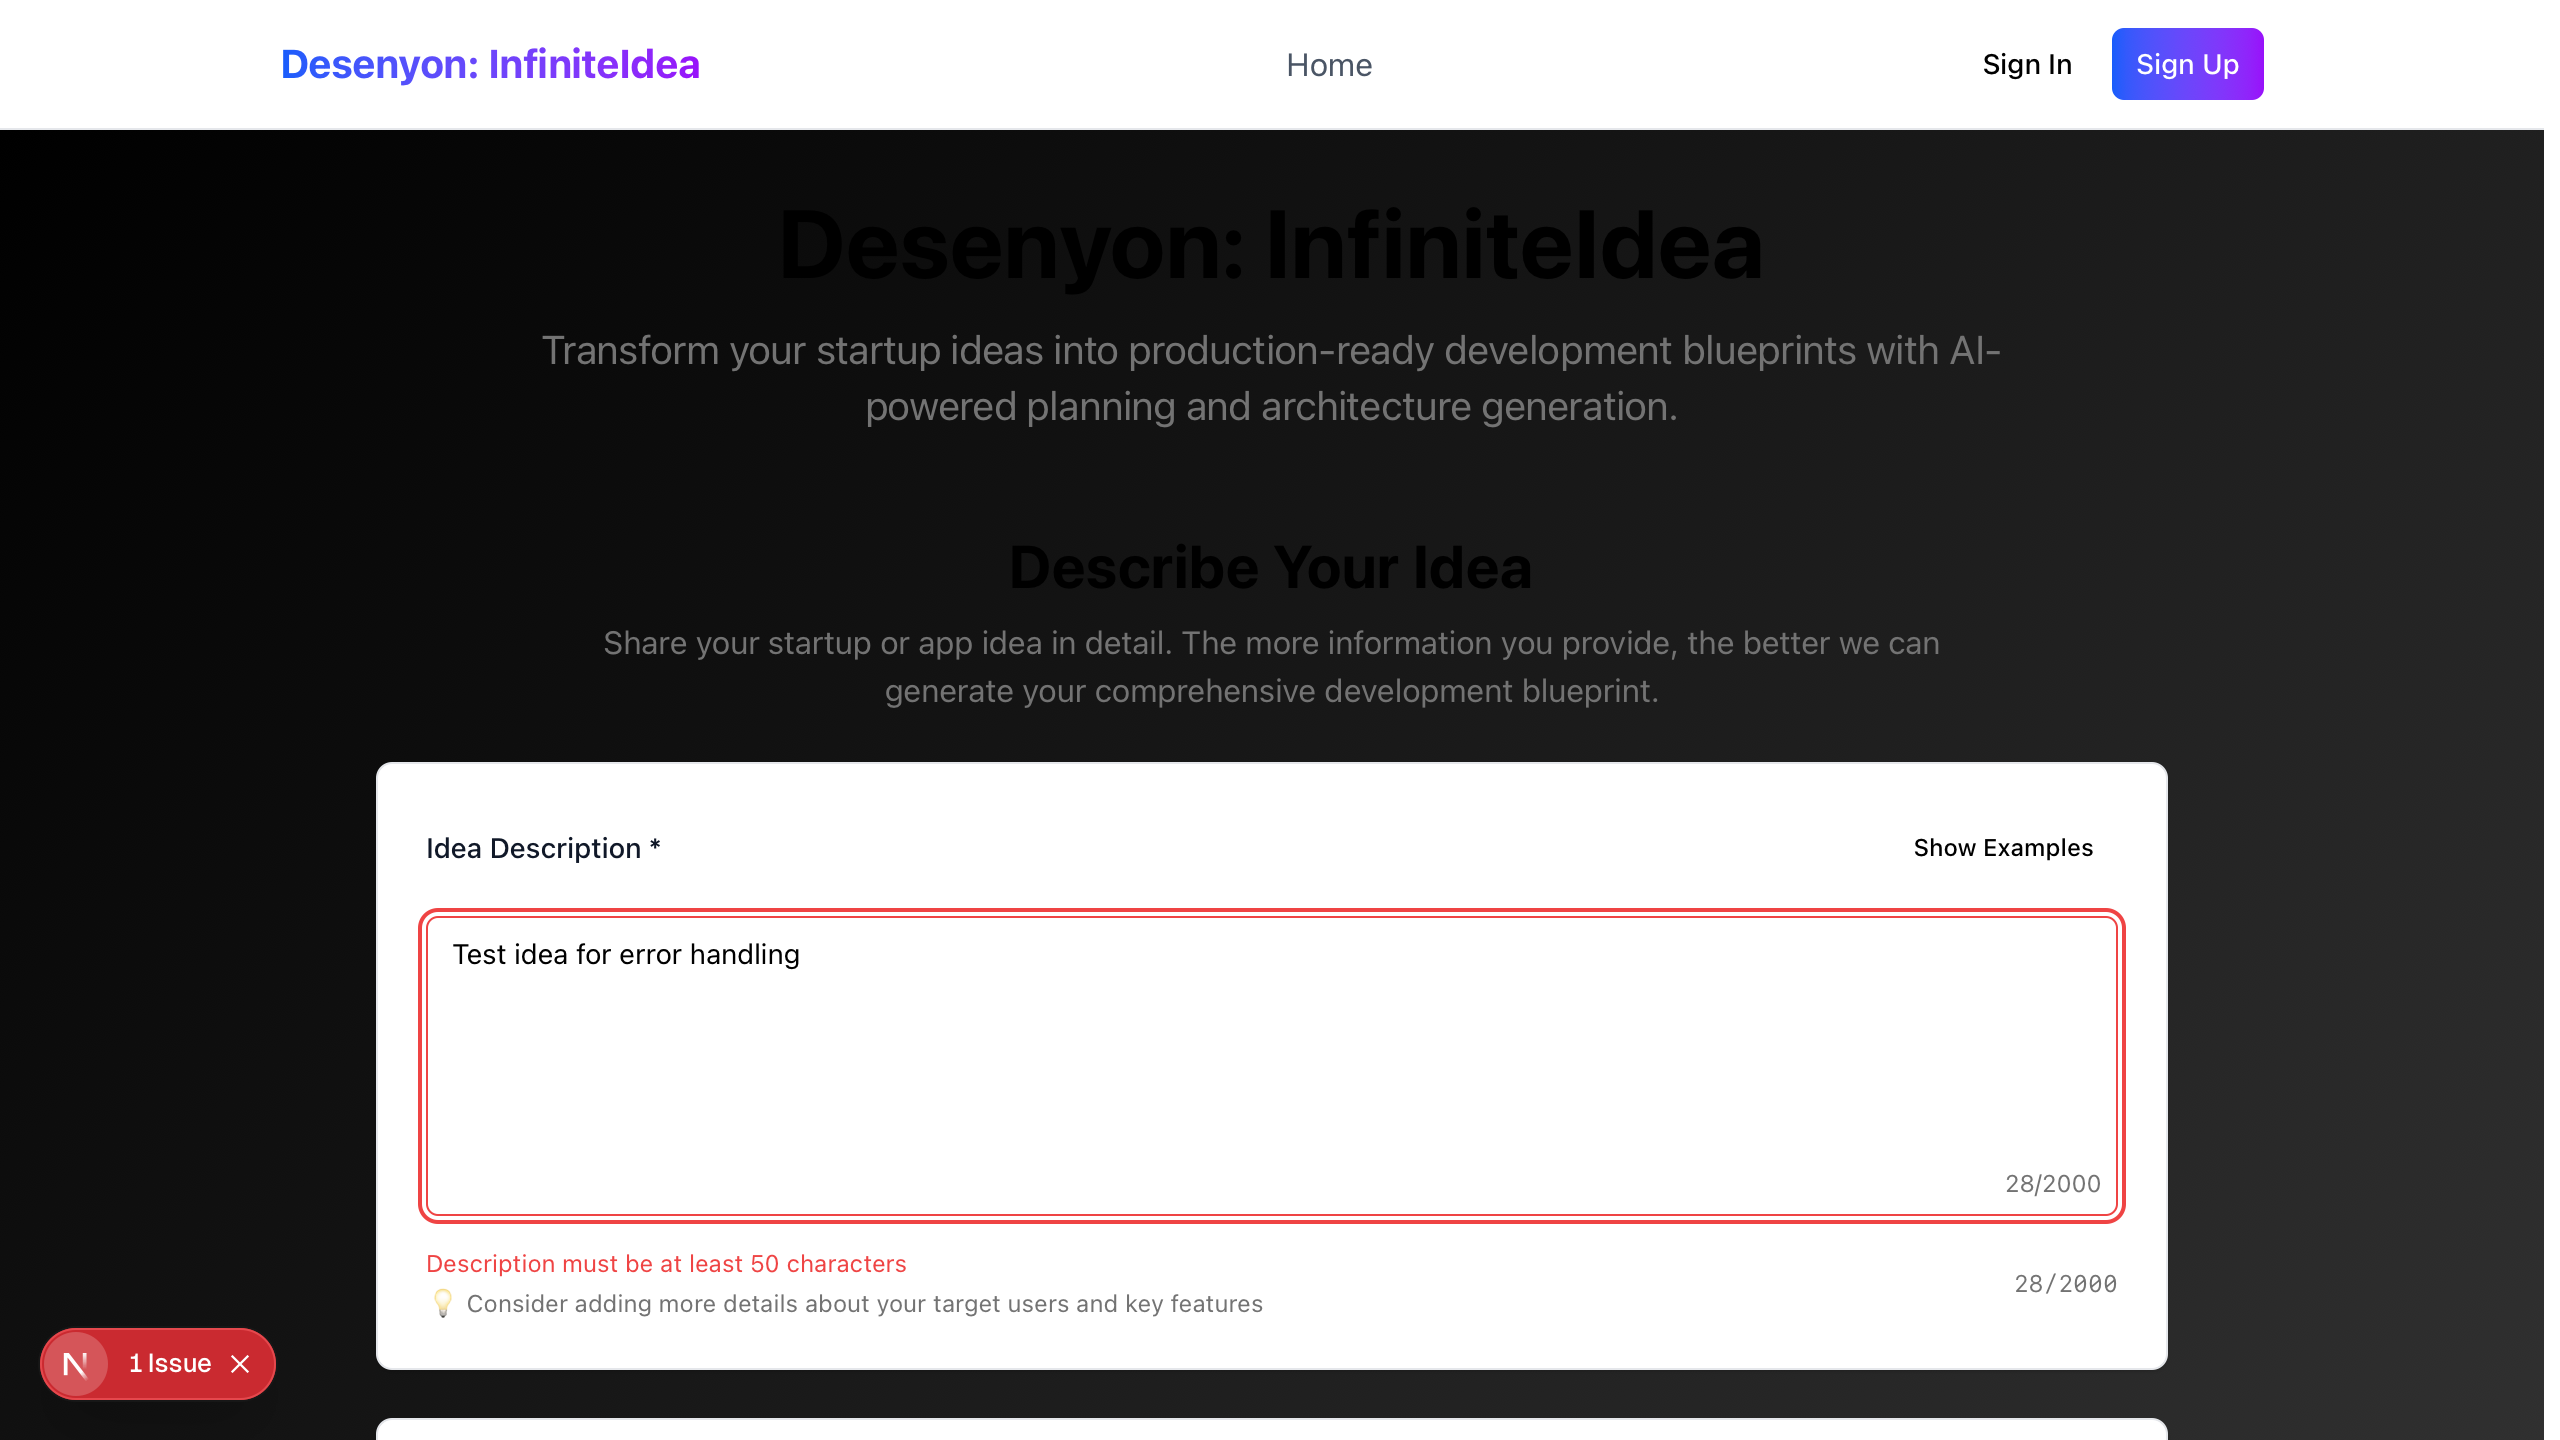 Desenyon: InfiniteIdea
Home
Sign In
Sign Up
Desenyon: InfiniteIdea
Transform your startup ideas into production-ready development blueprints with AI-
powered planning and architecture generation.
Describe Your Idea
Share your startup or app idea in detail. The more information you provide, the better we can
generate your comprehensive development blueprint.
Idea Description *
Show Examples
Test idea for error handling
28/2000
Description must be at least 50 characters
28/2000
💡 Consider adding more details about your target users and key features
N
1 Issue